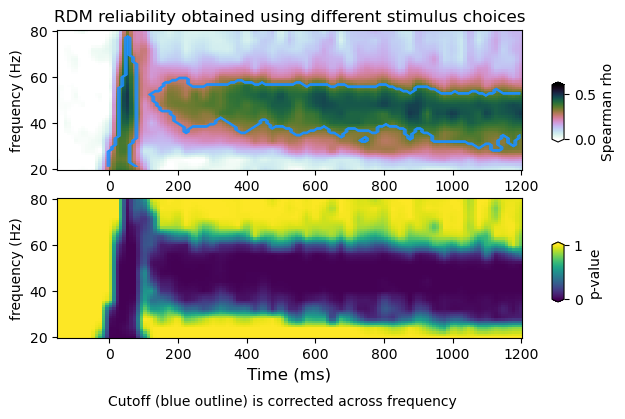 RDM reliability obtained using different stimulus choices
80
60
40
20
frequency (Hz)
0 200 400 600 800 1000 1200
0.5
0.0
Spearman rho
80
60
40
20
frequency (Hz)
0 200 400 600 800 1000 1200
1
0
p-value
Time (ms)
Cutoff (blue outline) is corrected across frequency